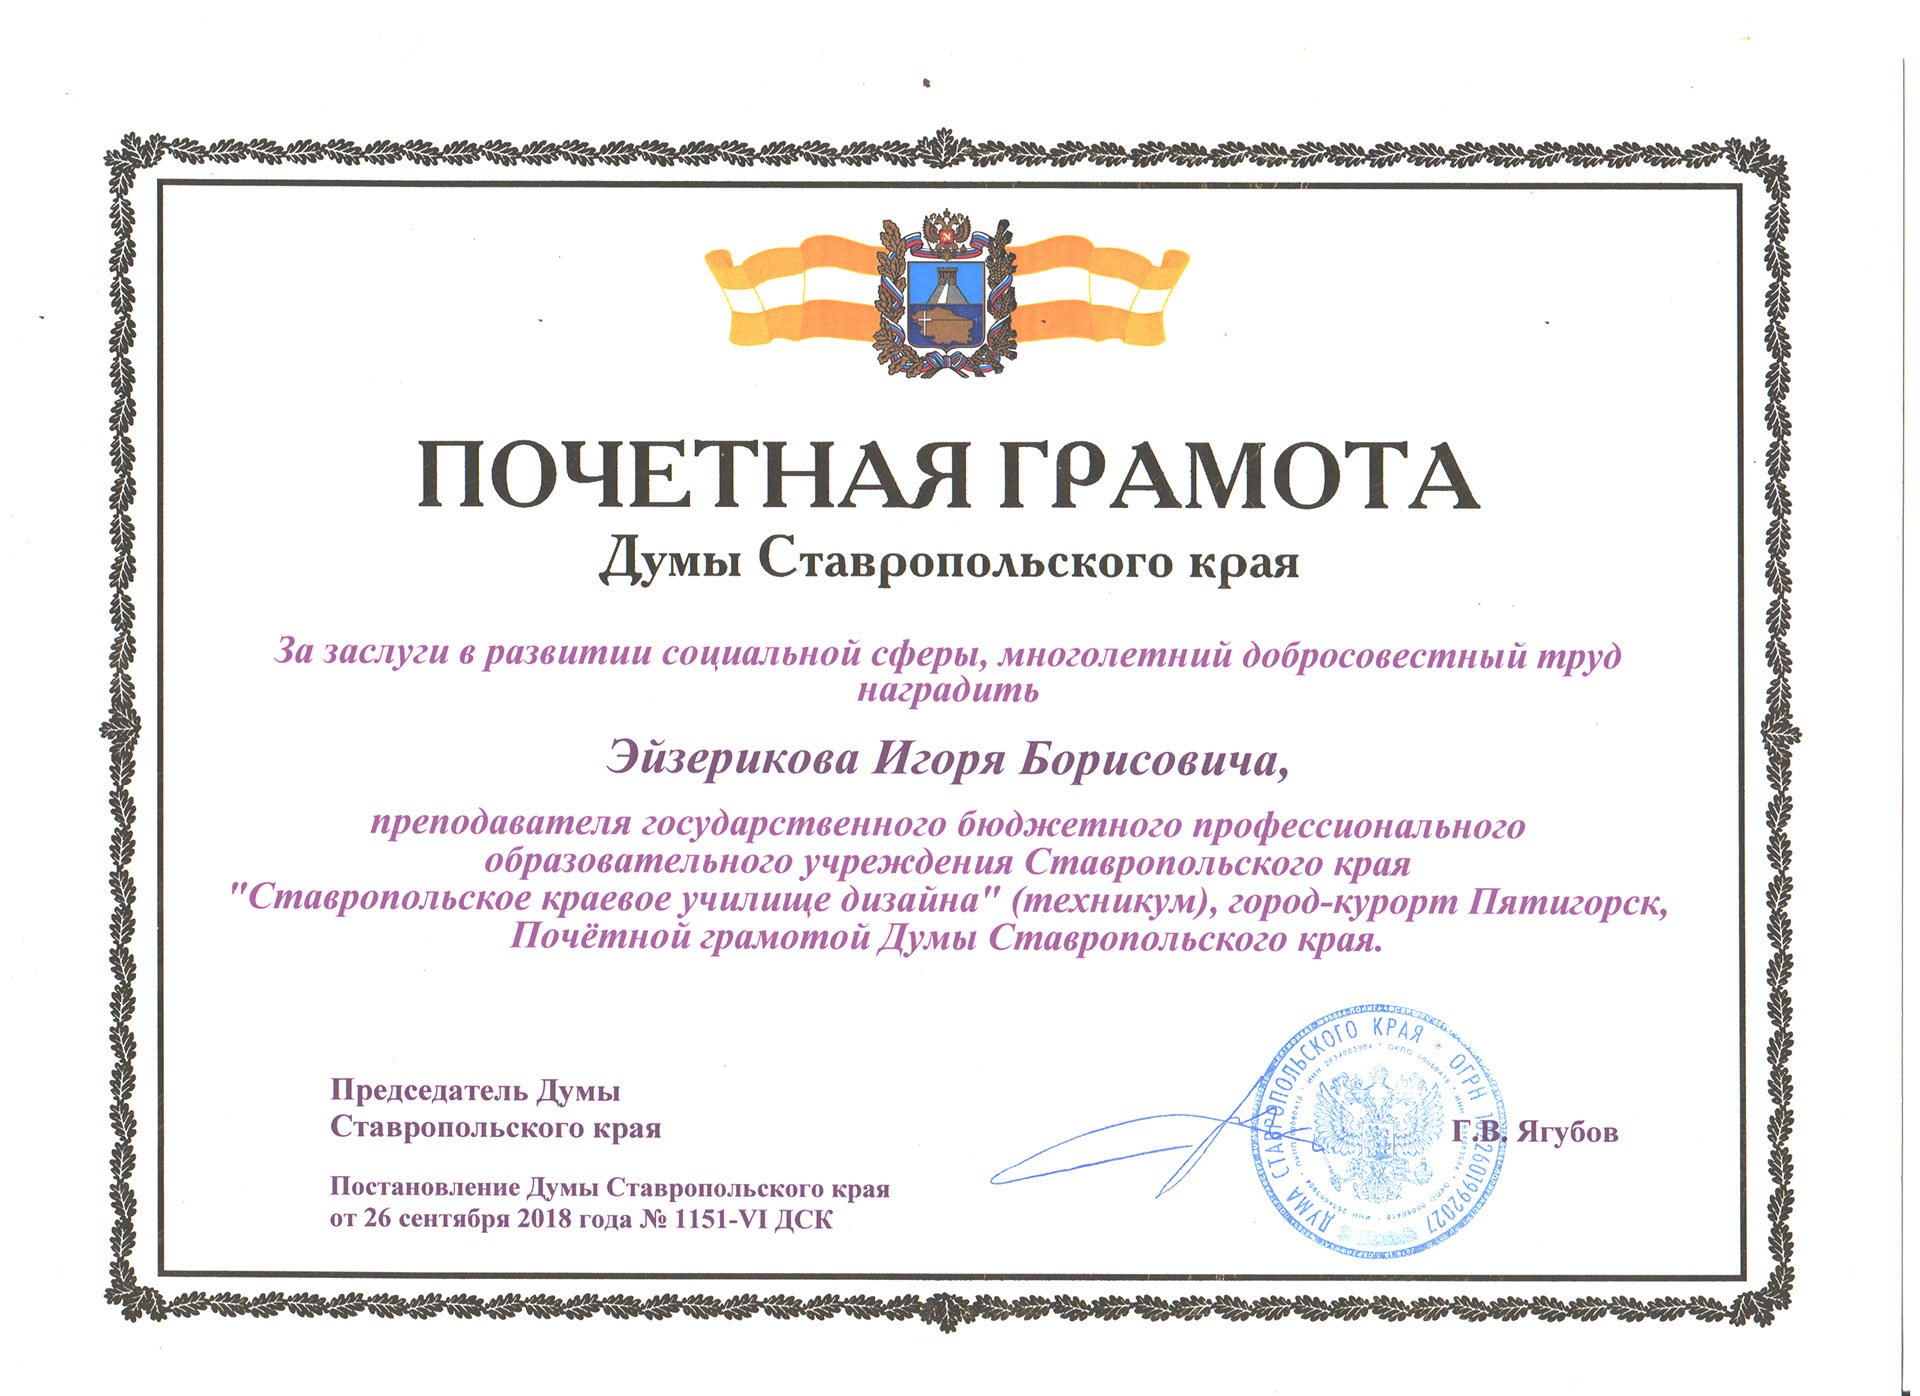 ПОЧЕТНАЯ ГРАМОТА
Думы Ставропольского края
За заслуги в развитии социальной сферы, многолетний добросовестный труд
наградить
Эйзерикова Игоря Борисовича,
преподавателя государственного бюджетного профессионального
образовательного учреждения Ставропольского края
"Ставропольское краевое училище дизайна" (техникум), город-курорт Пятигорск,
Почётной грамотой Думы Ставропольского края.
Председатель Думы
Ставропольского края
Г.В. Ягубов
Постановление Думы Ставропольского края
от 26 сентября 2018 года № 1151-VI ДСК
ДУМА СТАВРОПОЛЬСКОГО КРАЯ * ОГРН 1022601992027